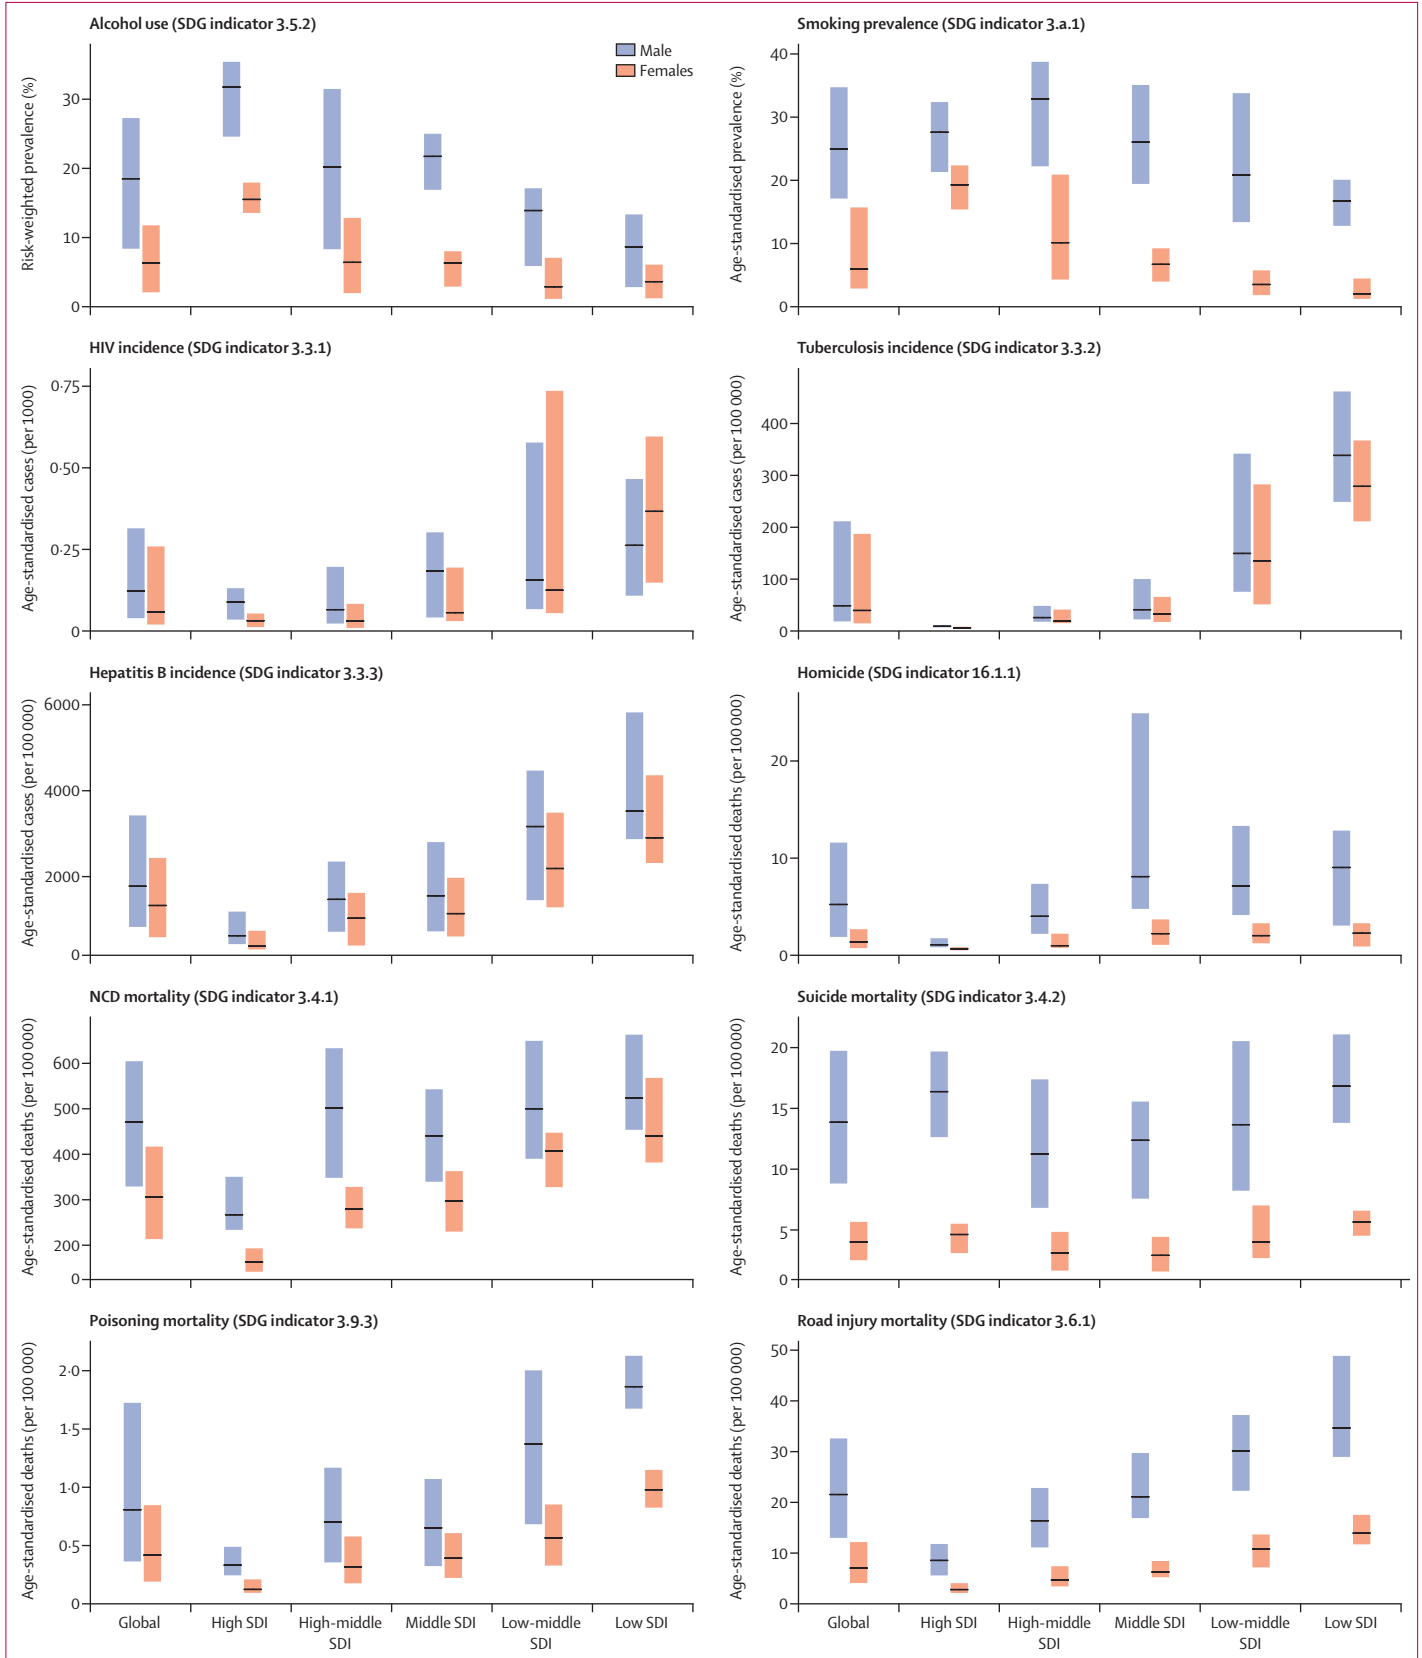 Alcohol use (SDG indicator 3.5.2)
Risk-weighted prevalence (%)
30
20
10
0
Male
Females
Smoking prevalence (SDG indicator 3.a.1)
Age-standardised prevalence (%)
40
30
20
10
0
HIV incidence (SDG indicator 3.3.1)
Age-standardised cases (per 1000)
0·75
0·50
0·25
0
Tuberculosis incidence (SDG indicator 3.3.2)
Age-standardised cases (per 100 000)
400
300
200
100
0
Hepatitis B incidence (SDG indicator 3.3.3)
Age-standardised cases (per 100 000)
6000
4000
2000
0
Homicide (SDG indicator 16.1.1)
Age-standardised deaths (per 100 000)
20
10
0
NCD mortality (SDG indicator 3.4.1)
Age-standardised deaths (per 100 000)
600
500
400
300
200
0
Suicide mortality (SDG indicator 3.4.2)
Age-standardised deaths (per 100 000)
20
15
10
5
0
Poisoning mortality (SDG indicator 3.9.3)
Age-standardised deaths (per 100 000)
2·0
1·5
1·0
0·5
0
Global
High SDI
High-middle
SDI
Middle SDI
Low-middle
SDI
Low SDI
Road injury mortality (SDG indicator 3.6.1)
Age-standardised deaths (per 100 000)
50
40
30
20
10
0
Global
High SDI
High-middle
SDI
Middle SDI
Low-middle
SDI
Low SDI